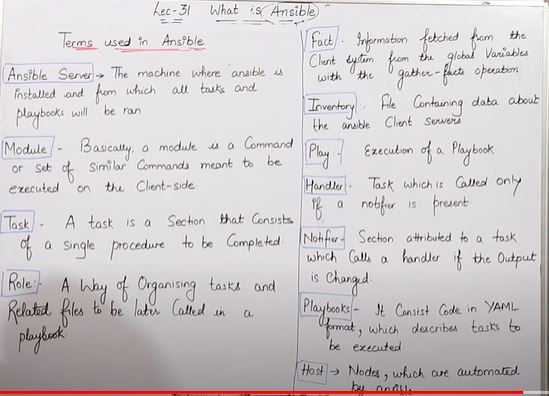 Lec-31 What is Ansible
Terms used in Ansible
Ansible Server → The machine where ansible is
installed and from which all tasks and
playbooks will be ran
Module - Basically, a module is a Command
or set of Similar Commands meant to be
executed on the Client-side
Task - A task is a Section that Consists
of a single procedure to be Completed.
Role:- A Way of Organising tasks and
Related files to be later Called in a
playbook.
Fact - Information fetched from the
Client System from the global Variables
with the gather-facts operation
Inventory - File Containing data about
the ansible Client Servers
Play :- Execution of a Playbook
Handler - Task which is Called only
if a notifier is present
Notifier - Section attributed to a task
which Calls a handler if the Output
is Changed.
Playbooks - It Consist Code in YAML
format, which describes tasks to
be executed
Host → Nodes, which are automated
by